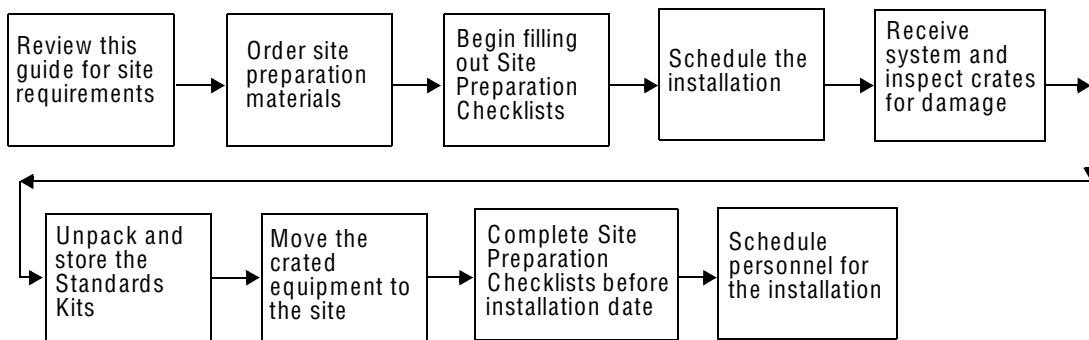 Review this
guide for site
requirements
Order site
preparation
materials
Begin filling
out Site
Preparation
Checklists
Schedule the
installation
Receive
system and
inspect crates
for damage
Unpack and
store the
Standards
Kits
Move the
crated
equipment to
the site
Complete Site
Preparation
Checklists before
installation date
Schedule
personnel for
the installation